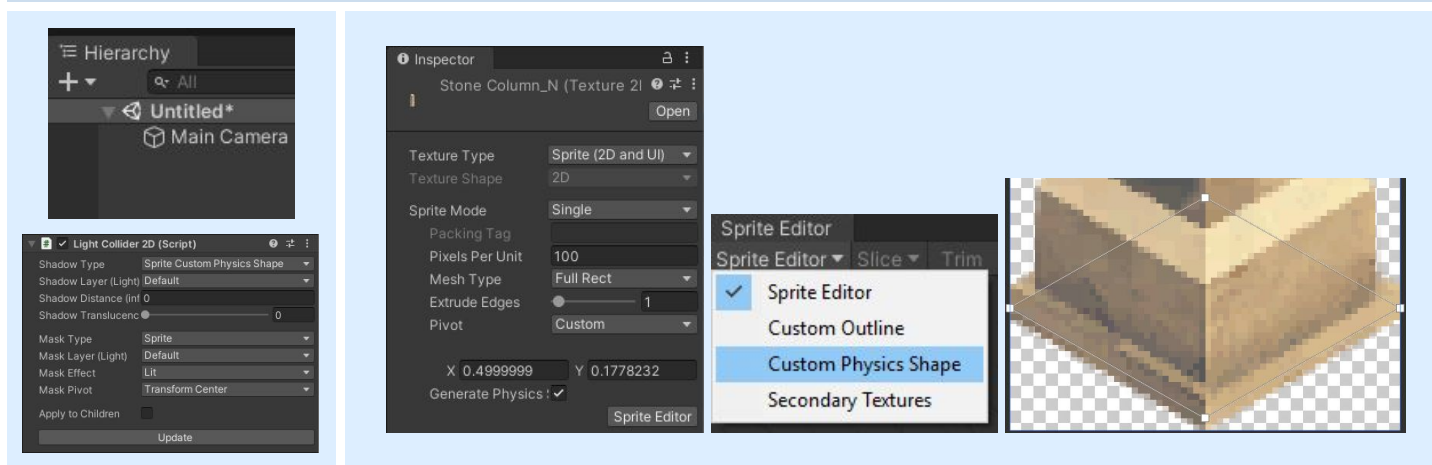 Hierarchy
All
Untitled*
Main Camera
Light Collider 2D (Script)
Shadow Type Sprite Custom Physics Shape
Shadow Layer (Light) Default
Shadow Distance (inf 0
Shadow Translucenc 0
Mask Type Sprite
Mask Layer (Light) Default
Mask Effect Lit
Mask Pivot Transform Center
Apply to Children
Update
Inspector
Stone Column_N (Texture 2I
Open
Texture Type Sprite (2D and UI)
Texture Shape 2D
Sprite Mode Single
Packing Tag
Pixels Per Unit 100
Mesh Type Full Rect
Extrude Edges 1
Pivot Custom
X 0.4999999 Y 0.1778232
Generate Physics
Sprite Editor
Sprite Editor
Sprite Editor Slice Trim
Sprite Editor
Custom Outline
Custom Physics Shape
Secondary Textures